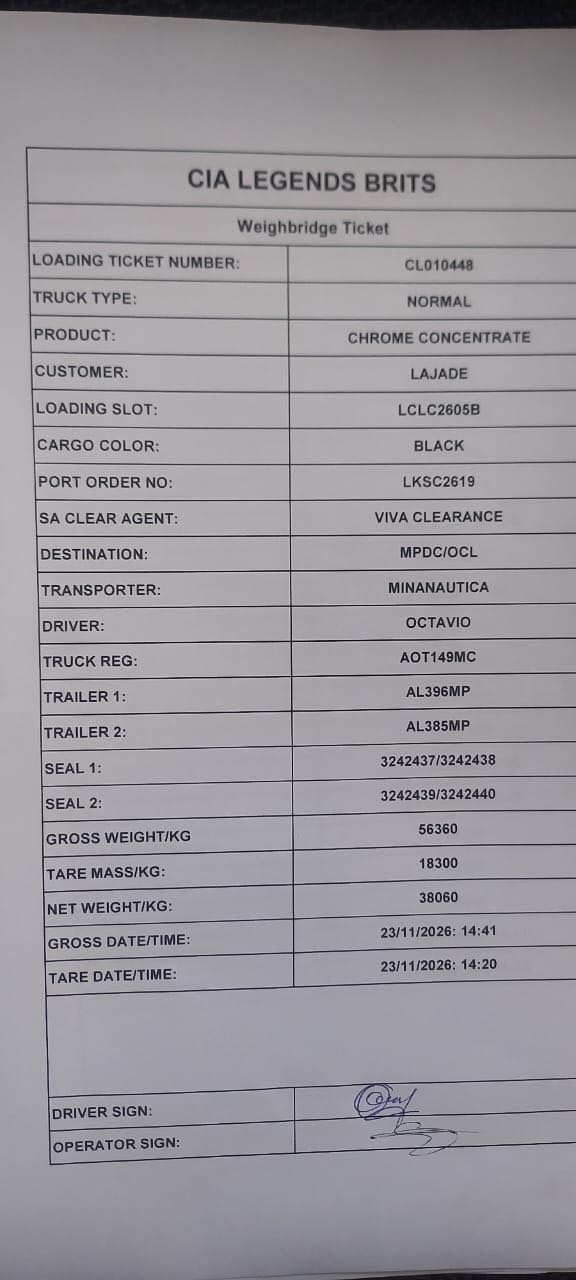 CIA LEGENDS BRITS
Weighbridge Ticket
LOADING TICKET NUMBER: CL010448
TRUCK TYPE: NORMAL
PRODUCT: CHROME CONCENTRATE
CUSTOMER: LAJADE
LOADING SLOT: LCLC2605B
CARGO COLOR: BLACK
PORT ORDER NO: LKSC2619
SA CLEAR AGENT: VIVA CLEARANCE
DESTINATION: MPDC/OCL
TRANSPORTER: MINANAUTICA
DRIVER: OCTAVIO
TRUCK REG: AOT149MC
TRAILER 1: AL396MP
TRAILER 2: AL385MP
SEAL 1: 3242437/3242438
SEAL 2: 3242439/3242440
GROSS WEIGHT/KG 56360
TARE MASS/KG: 18300
NET WEIGHT/KG: 38060
GROSS DATE/TIME: 23/11/2026: 14:41
TARE DATE/TIME: 23/11/2026: 14:20
DRIVER SIGN:
OPERATOR SIGN: